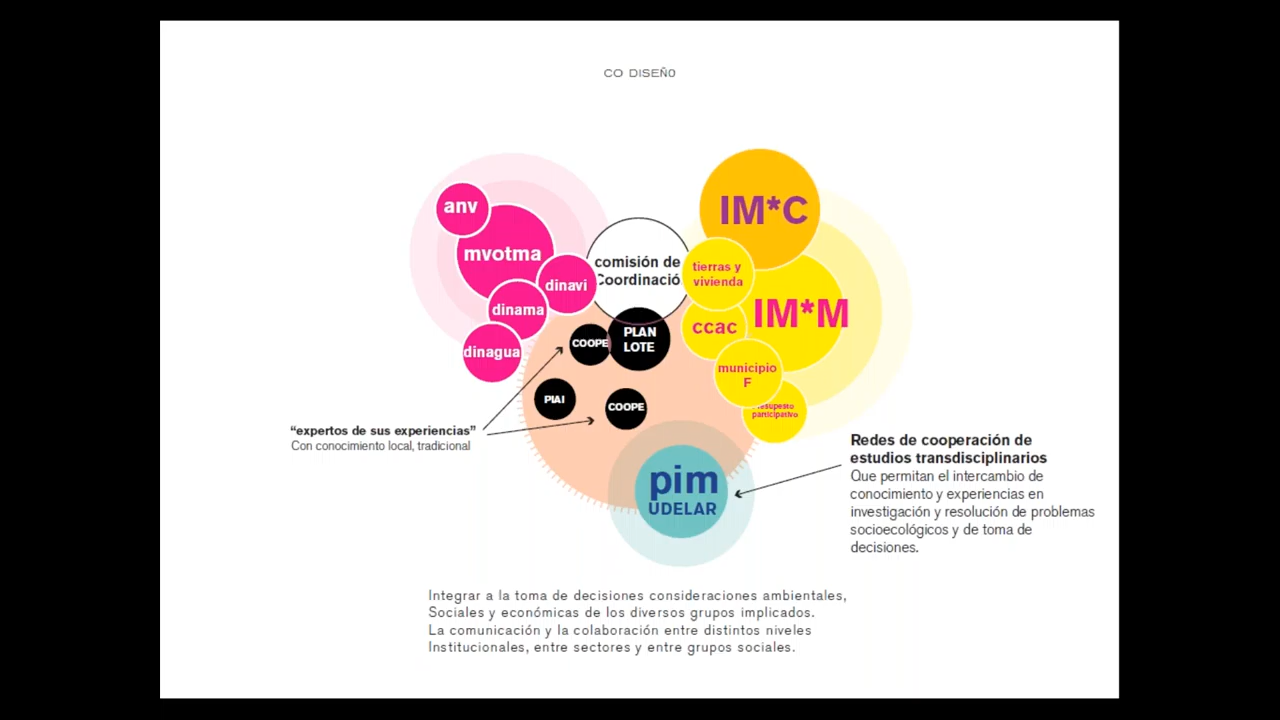 CO DISEÑO
anv
mvotma
dinavi
dinama
dinagua
comisión de
Coordinació
IM*C
tierras y
vivienda
IM*M
ccac
municipio
F
resupesto
participativo
PLAN
LOTE
COOPE
PIAI
COOPE
“expertos de sus experiencias”
Con conocimiento local, tradicional
pim
UDELAR
Redes de cooperación de
estudios transdisciplinarios
Que permitan el intercambio de
conocimiento y experiencias en
investigación y resolución de problemas
socioecológicos y de toma de
decisiones.
Integrar a la toma de decisiones consideraciones ambientales,
Sociales y económicas de los diversos grupos implicados.
La comunicación y la colaboración entre distintos niveles
Institucionales, entre sectores y entre grupos sociales.